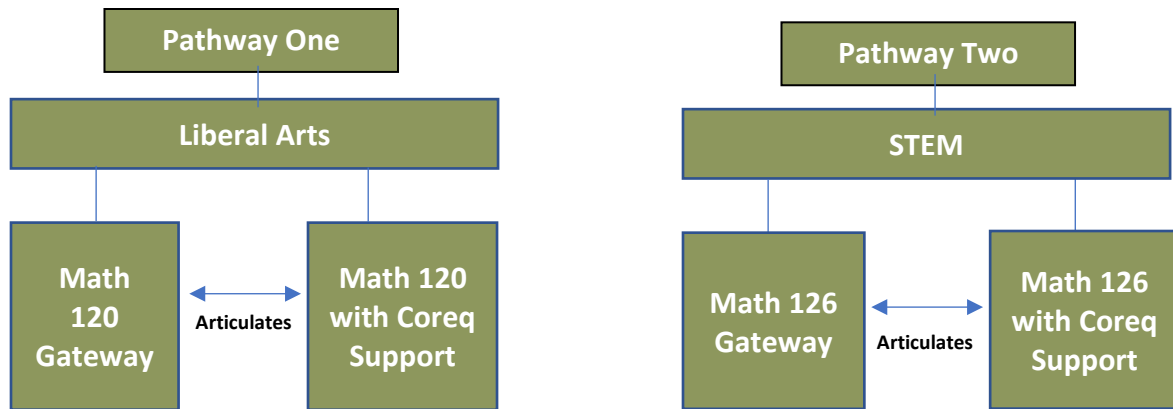 Pathway One
Liberal Arts
Math
120
Gateway
Articulates
Math 120
with Coreq
Support
Pathway Two
STEM
Math 126
Gateway
Articulates
Math 126
with Coreq
Support